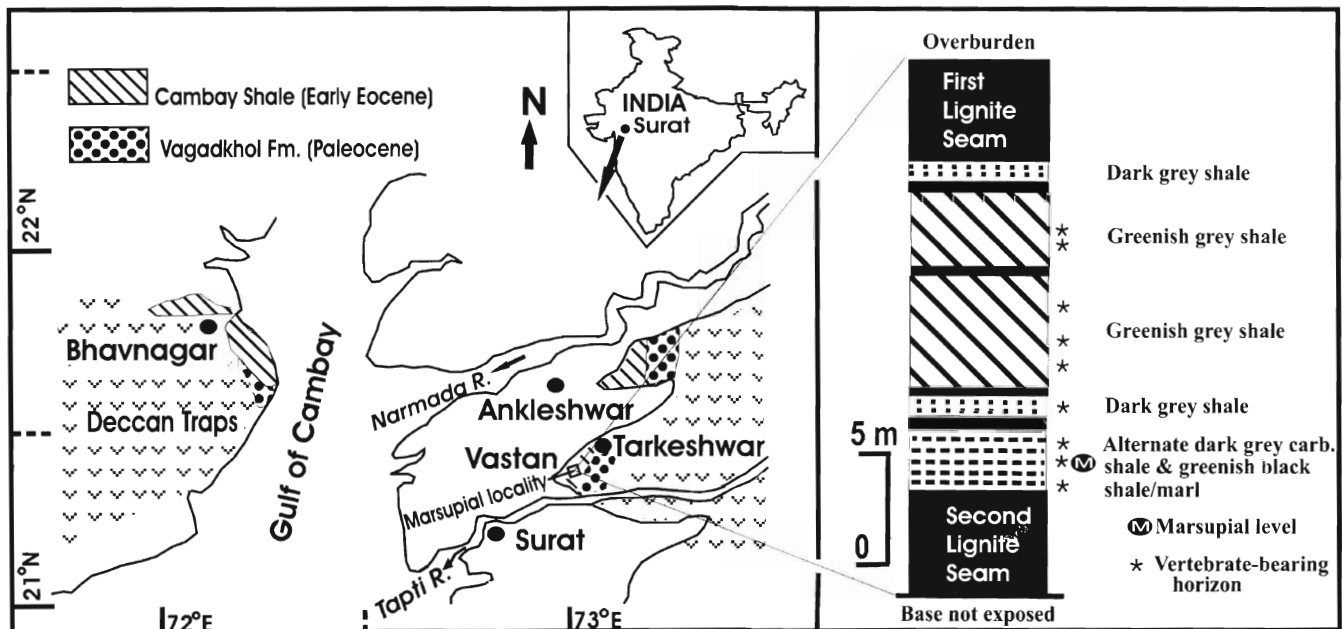 Cambay Shale (Early Eocene)
Vagadkhol Fm. (Paleocene)
N
INDIA
Surat
22°N
21°N
72°E
73°E
Bhavnagar
Deccan Traps
Gulf of Cambay
Narmada R.
Ankleshwar
Tarkeshwar
Vastan
Marsupial locality
Surat
Tapti R.
Overburden
First
Lignite
Seam
Dark grey shale
Greenish grey shale
Greenish grey shale
Dark grey shale
Alternate dark grey carb.
shale & greenish black
shale/marl
5 m
0
M
Second
Lignite
Seam
M Marsupial level
* Vertebrate-bearing
horizon
Base not exposed